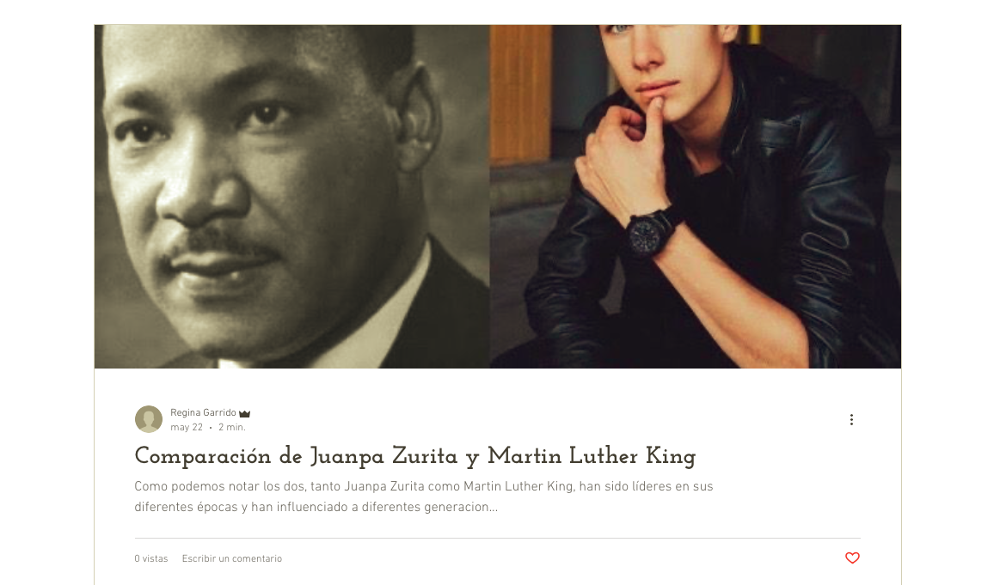 Regina Garrido
may 22 · 2 min.
Comparación de Juanpa Zurita y Martin Luther King
Como podemos notar los dos, tanto Juanpa Zurita como Martin Luther King, han sido líderes en sus
diferentes épocas y han influenciado a diferentes generacion...
0 vistas Escribir un comentario